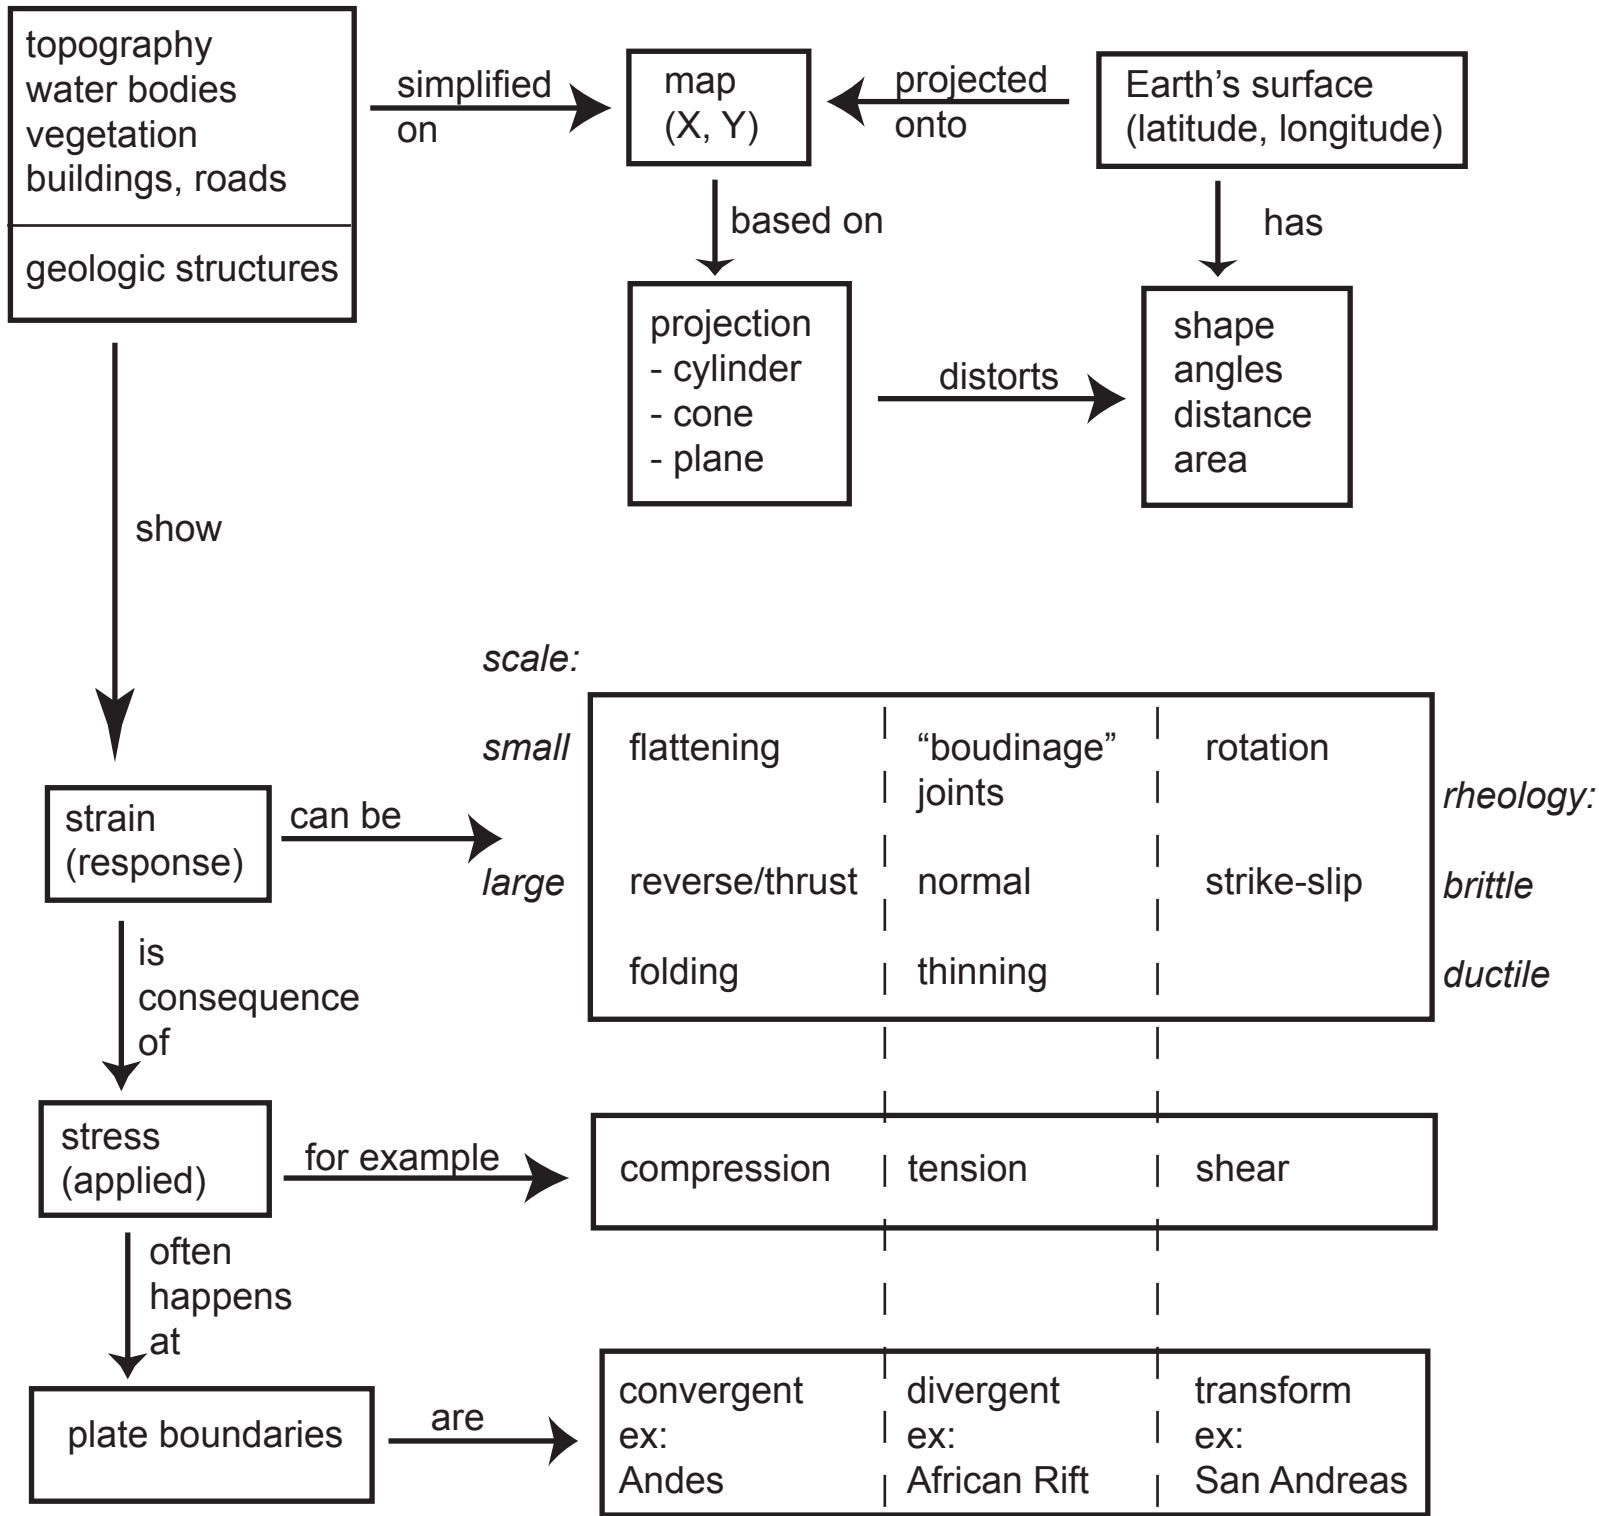 topography
water bodies
vegetation
buildings, roads
geologic structures
simplified
on
map
(X, Y)
projected
onto
Earth’s surface
(latitude, longitude)
based on
has
projection
- cylinder
- cone
- plane
distorts
shape
angles
distance
area
show
scale:
small
flattening
“boudinage”
joints
rotation
rheology:
strain
(response)
can be
large
reverse/thrust
normal
strike-slip
brittle
folding
thinning
ductile
is
consequence
of
stress
(applied)
for example
compression
tension
shear
often
happens
at
plate boundaries
are
convergent
ex:
Andes
divergent
ex:
African Rift
transform
ex:
San Andreas